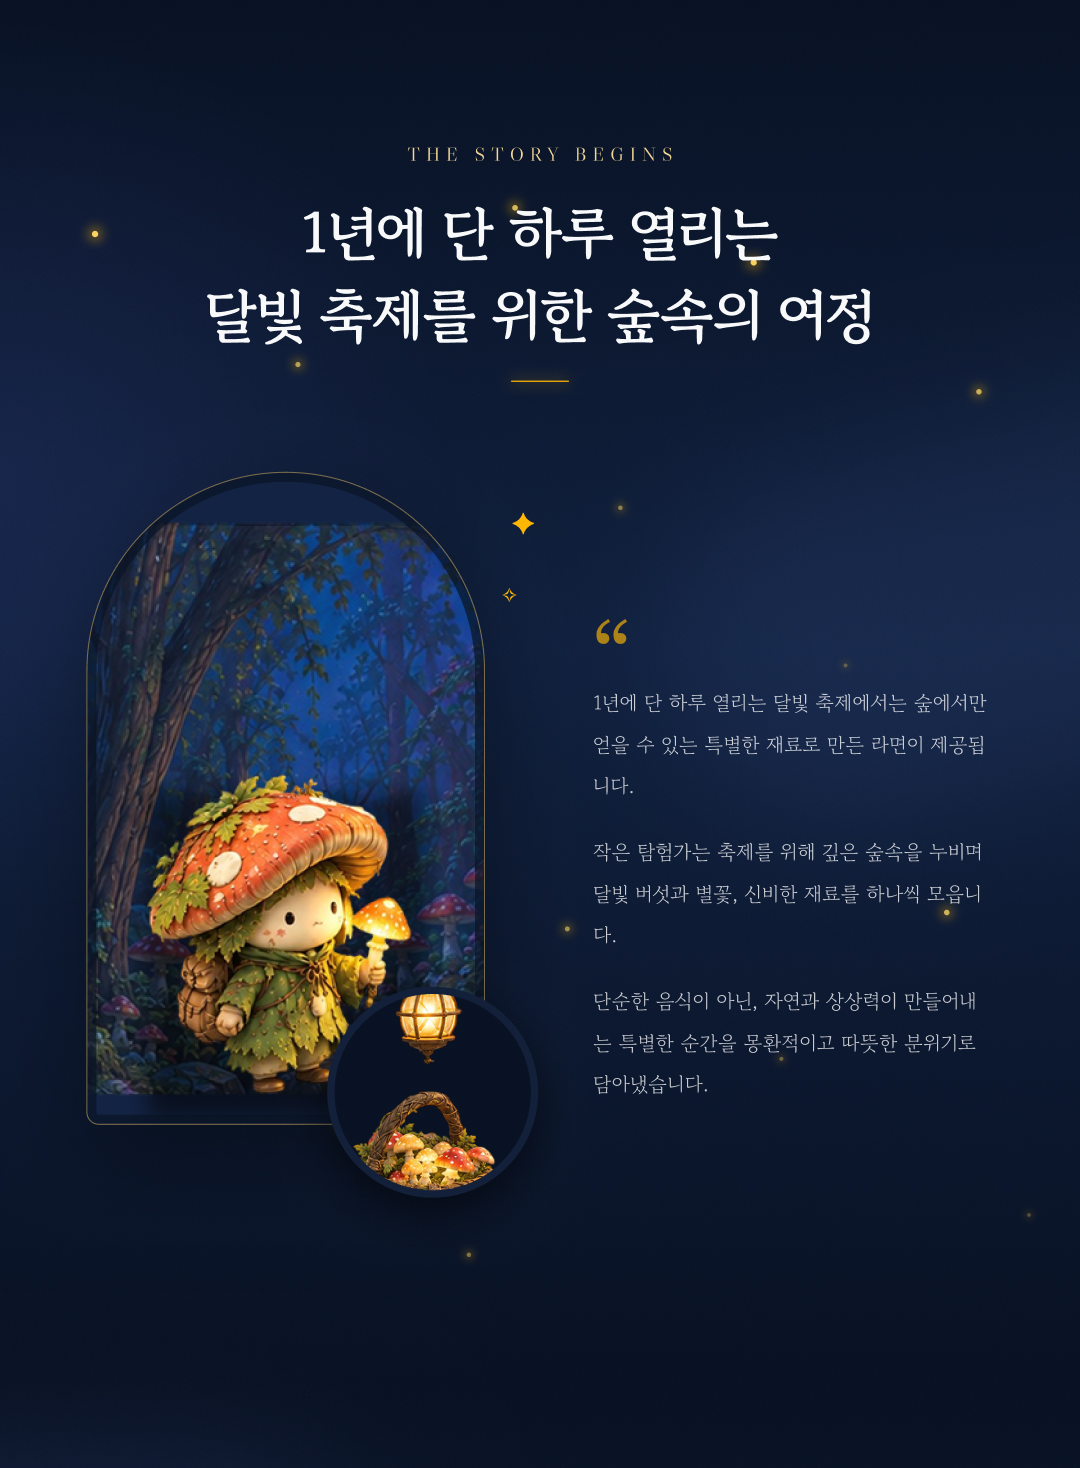 THE STORY BEGINS
1년에 단 하루 열리는
달빛 축제를 위한 숲속의 여정
“
1년에 단 하루 열리는 달빛 축제에서는 숲에서만
얻을 수 있는 특별한 재료로 만든 라면이 제공됩
니다.
작은 탐험가는 축제를 위해 깊은 숲속을 누비며
달빛 버섯과 별꽃, 신비한 재료를 하나씩 모읍니
다.
단순한 음식이 아닌, 자연과 상상력이 만들어내
는 특별한 순간을 몽환적이고 따뜻한 분위기로
담아냈습니다.